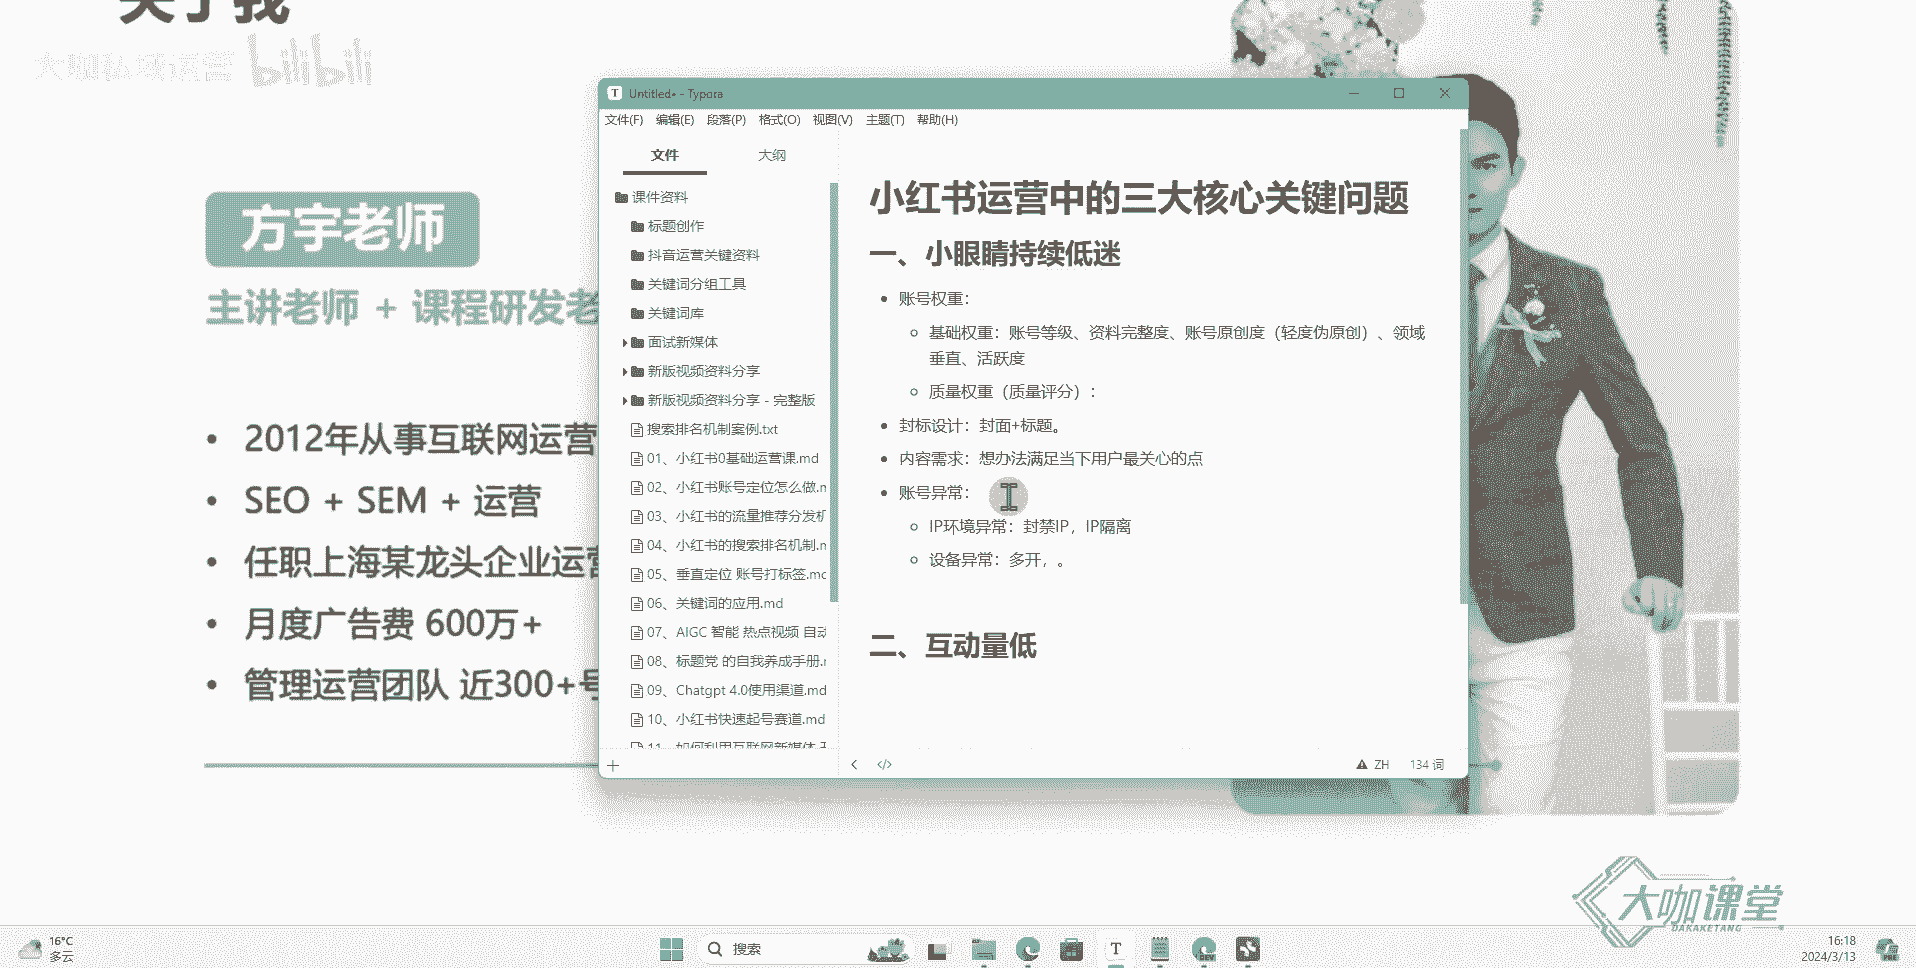 关于我
大咖私域运营 bilibili
方宇老师
主讲老师 + 课程研发老
• 2012年从事互联网运营
• SEO + SEM + 运营
• 任职上海某龙头企业运营
• 月度广告费 600万+
• 管理运营团队 近300+号
Untitled• - Typora
文件(F) 编辑(E) 段落(P) 格式(O) 视图(V) 主题(T) 帮助(H)
文件 大纲
课件资料
标题创作
抖音运营关键资料
关键词分组工具
关键词库
面试新媒体
新版视频资料分享
新版视频资料分享 - 完整版
搜索排名机制案例.txt
01、小红书0基础运营课.md
02、小红书账号定位怎么做.m
03、小红书的流量推荐分发机
04、小红书的搜索排名机制.m
05、垂直定位 账号打标签.mc
06、关键词的应用.md
07、AIGC 智能 热点视频 自动
08、标题党 的自我养成手册.r
09、Chatgpt 4.0使用渠道.md
10、小红书快速起号赛道.md
11、如何利用互联网新媒体
小红书运营中的三大核心关键问题
一、小眼睛持续低迷
• 账号权重：
基础权重：账号等级、资料完整度、账号原创度（轻度伪原创）、领域
垂直、活跃度
质量权重（质量评分）：
• 封标设计：封面+标题。
• 内容需求：想办法满足当下用户最关心的点
• 账号异常：
IP环境异常：封禁IP，IP隔离
设备异常：多开，。
二、互动量低
ZH 134 词
大咖课堂
DAKAKETANG
16°C
多云
搜索
DEV
16:18
2024/3/13
PRE